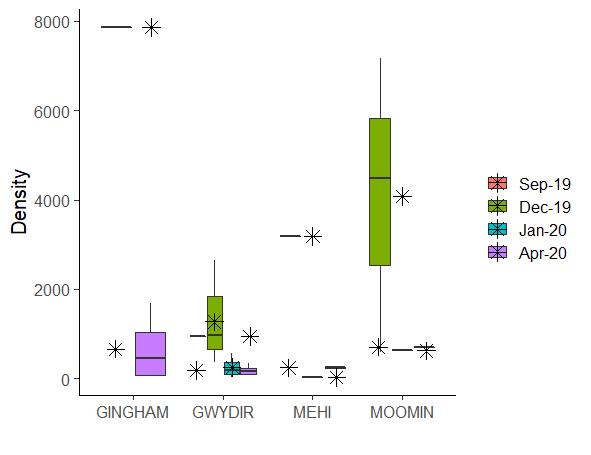 8000
6000
4000
2000
0
Density
GINGHAM GWYDIR MEHI MOOMIN
Sep-19
Dec-19
Jan-20
Apr-20